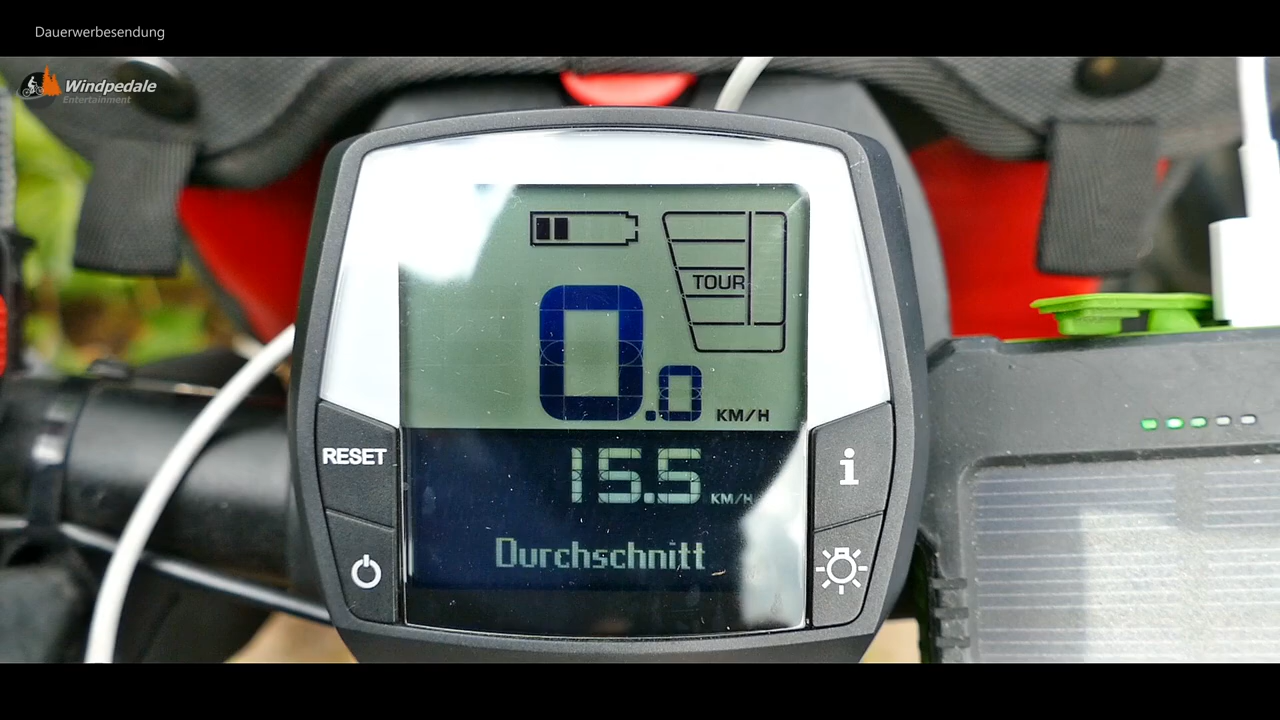 Dauerwerbesendung
Windpedale
Entertainment
TOUR
0.0 KM/H
RESET
15.5 KM/H
i
Durchschnitt